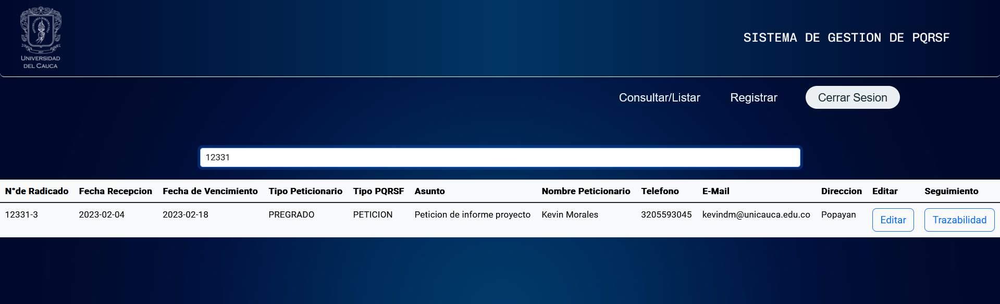 UNIVERSIDAD
DEL CAUCA
SISTEMA DE GESTION DE PQRSF
Consultar/Listar Registrar Cerrar Sesion
12331
N°de Radicado Fecha Recepcion Fecha de Vencimiento Tipo Peticionario Tipo PQRSF Asunto Nombre Peticionario Telefono E-Mail Direccion Editar Seguimiento
12331-3 2023-02-04 2023-02-18 PREGRADO PETICION Peticion de informe proyecto Kevin Morales 3205593045 kevindm@unicauca.edu.co Popayan Editar Trazabilidad